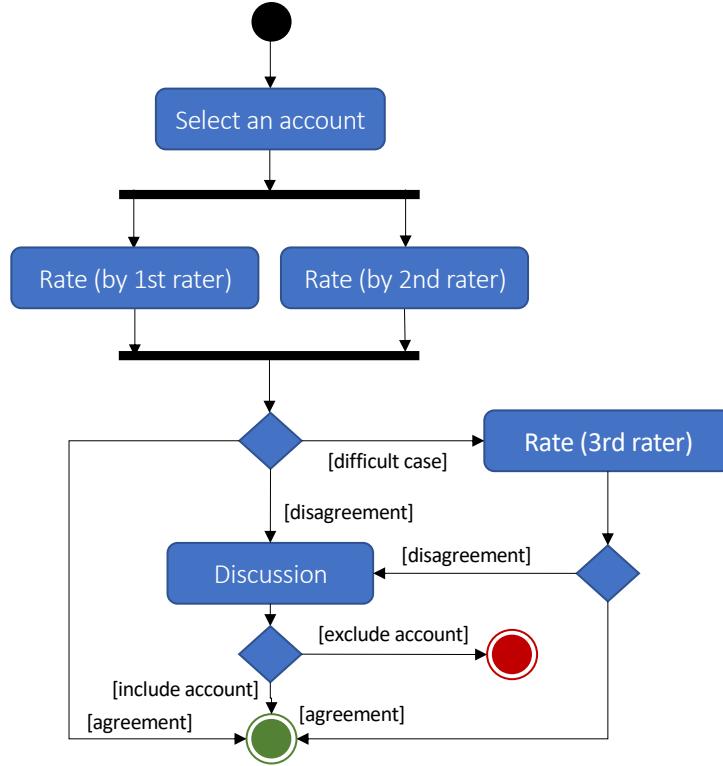 Select an account
Rate (by 1st rater)
Rate (by 2nd rater)
Rate (3rd rater)
[difficult case]
[disagreement]
[disagreement]
Discussion
[exclude account]
[include account]
[agreement]
[agreement]